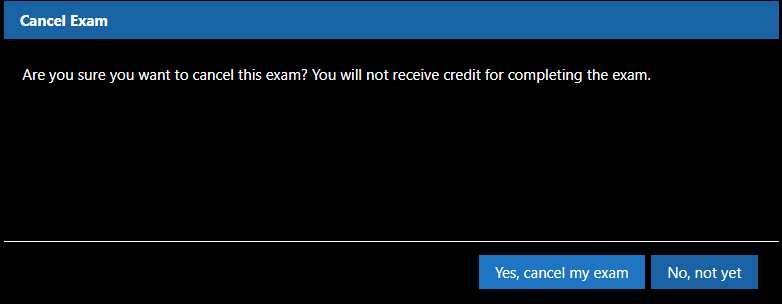 Cancel Exam
Are you sure you want to cancel this exam? You will not receive credit for completing the exam.
Yes, cancel my exam
No, not yet